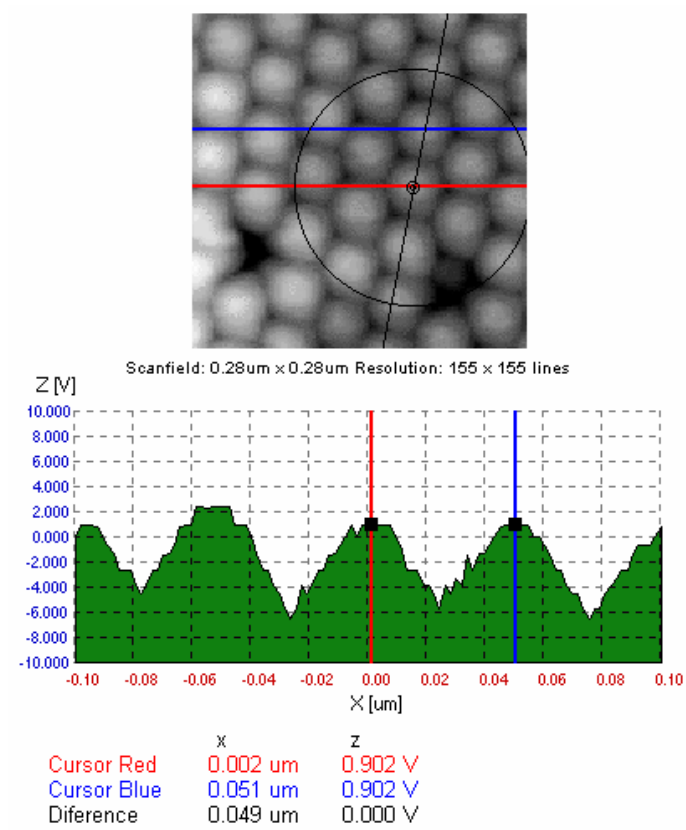 Scanfield: 0.28um x 0.28um Resolution: 155 x 155 lines
Z [V]
10.000
8.000
6.000
4.000
2.000
0.000
-2.000
-4.000
-6.000
-8.000
-10.000
-0.10 -0.08 -0.06 -0.04 -0.02 0.00 0.02 0.04 0.06 0.08 0.10
X [um]
x z
Cursor Red 0.002 um 0.902 V
Cursor Blue 0.051 um 0.902 V
Diference 0.049 um 0.000 V